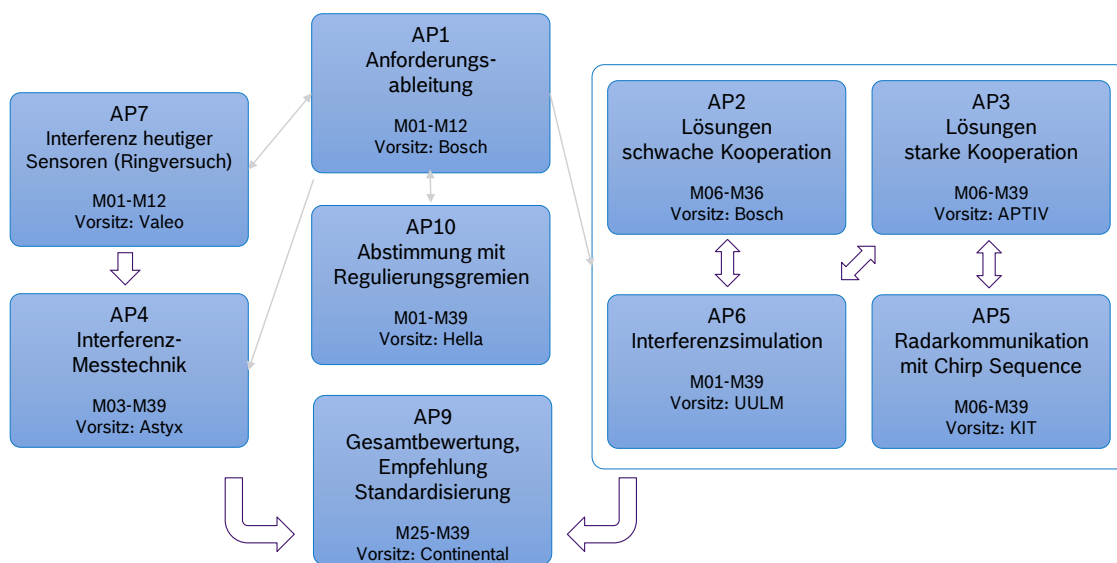 AP1
Anforderungs-
ableitung
M01-M12
Vorsitz: Bosch
AP7
Interferenz heutiger
Sensoren (Ringversuch)
M01-M12
Vorsitz: Valeo
AP10
Abstimmung mit
Regulierungsgremien
M01-M39
Vorsitz: Hella
AP4
Interferenz-
Messtechnik
M03-M39
Vorsitz: Astyx
AP9
Gesamtbewertung,
Empfehlung
Standardisierung
M25-M39
Vorsitz: Continental
AP2
Lösungen
schwache Kooperation
M06-M36
Vorsitz: Bosch
AP3
Lösungen
starke Kooperation
M06-M39
Vorsitz: APTIV
AP6
Interferenzsimulation
M01-M39
Vorsitz: UULM
AP5
Radarkommunikation
mit Chirp Sequence
M06-M39
Vorsitz: KIT